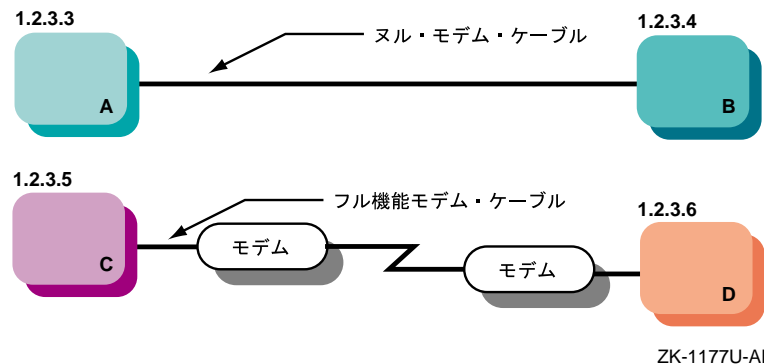 1.2.3.3
ヌル・モデム・ケーブル
1.2.3.4
A
B
1.2.3.5
フル機能モデム・ケーブル
1.2.3.6
C
モデム
モデム
D
ZK-1177U-AI